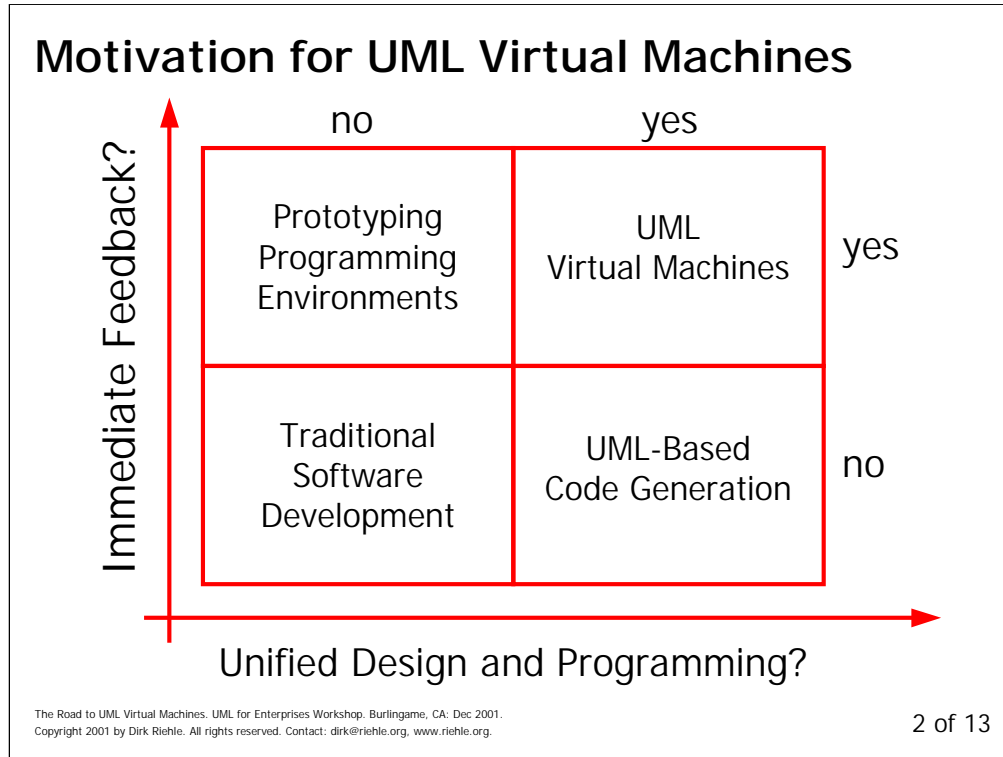 Motivation for UML Virtual Machines
no
yes
Immediate Feedback?
Prototyping
Programming
Environments
UML
Virtual Machines
yes
Traditional
Software
Development
UML-Based
Code Generation
no
Unified Design and Programming?
The Road to UML Virtual Machines. UML for Enterprises Workshop. Burlingame, CA: Dec 2001.
Copyright 2001 by Dirk Riehle. All rights reserved. Contact: dirk@riehle.org, www.riehle.org.
2 of 13